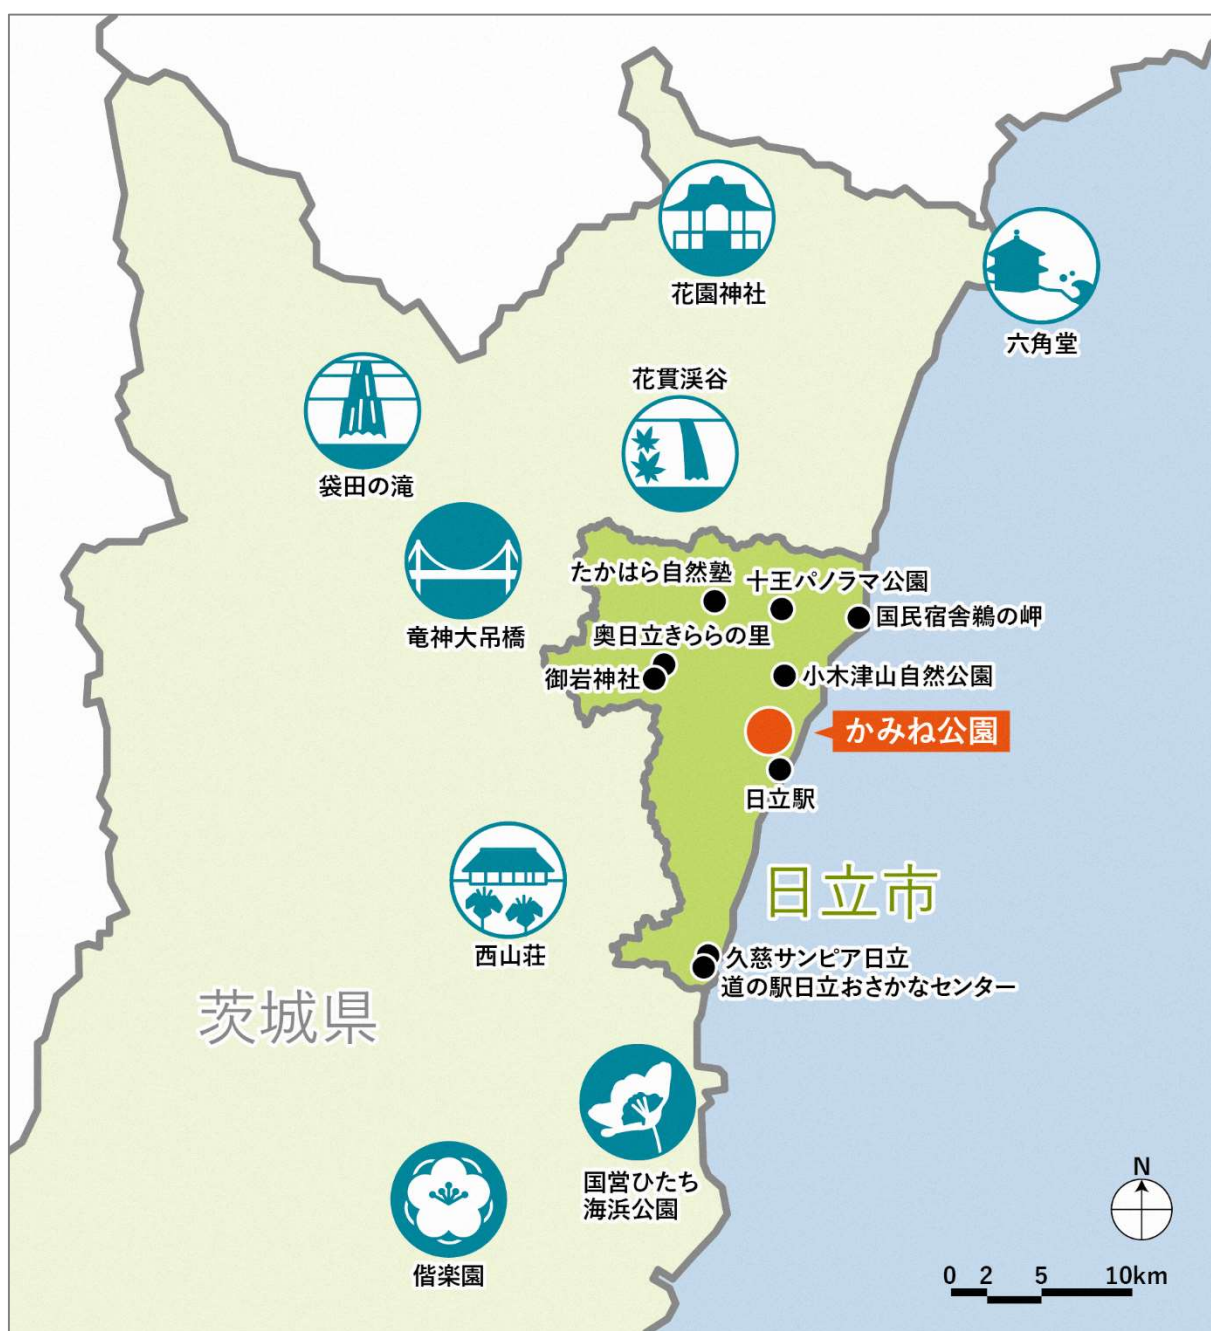 花園神社
六角堂
花貫渓谷
袋田の滝
竜神大吊橋
たかはら自然塾
十王パノラマ公園
国民宿舎鵜の岬
奥日立きららの里
御岩神社
小木津山自然公園
かみね公園
日立駅
日立市
西山荘
久慈サンピア日立
道の駅日立おさかなセンター
茨城県
国営ひたち
海浜公園
偕楽園
N
0 2 5 10km